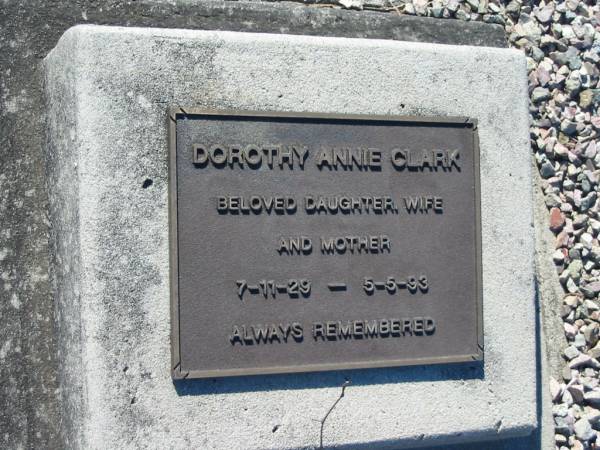 DOROTHY ANNIE CLARK
BELOVED DAUGHTER, WIFE
AND MOTHER
7-11-29 — 5-5-93
ALWAYS REMEMBERED